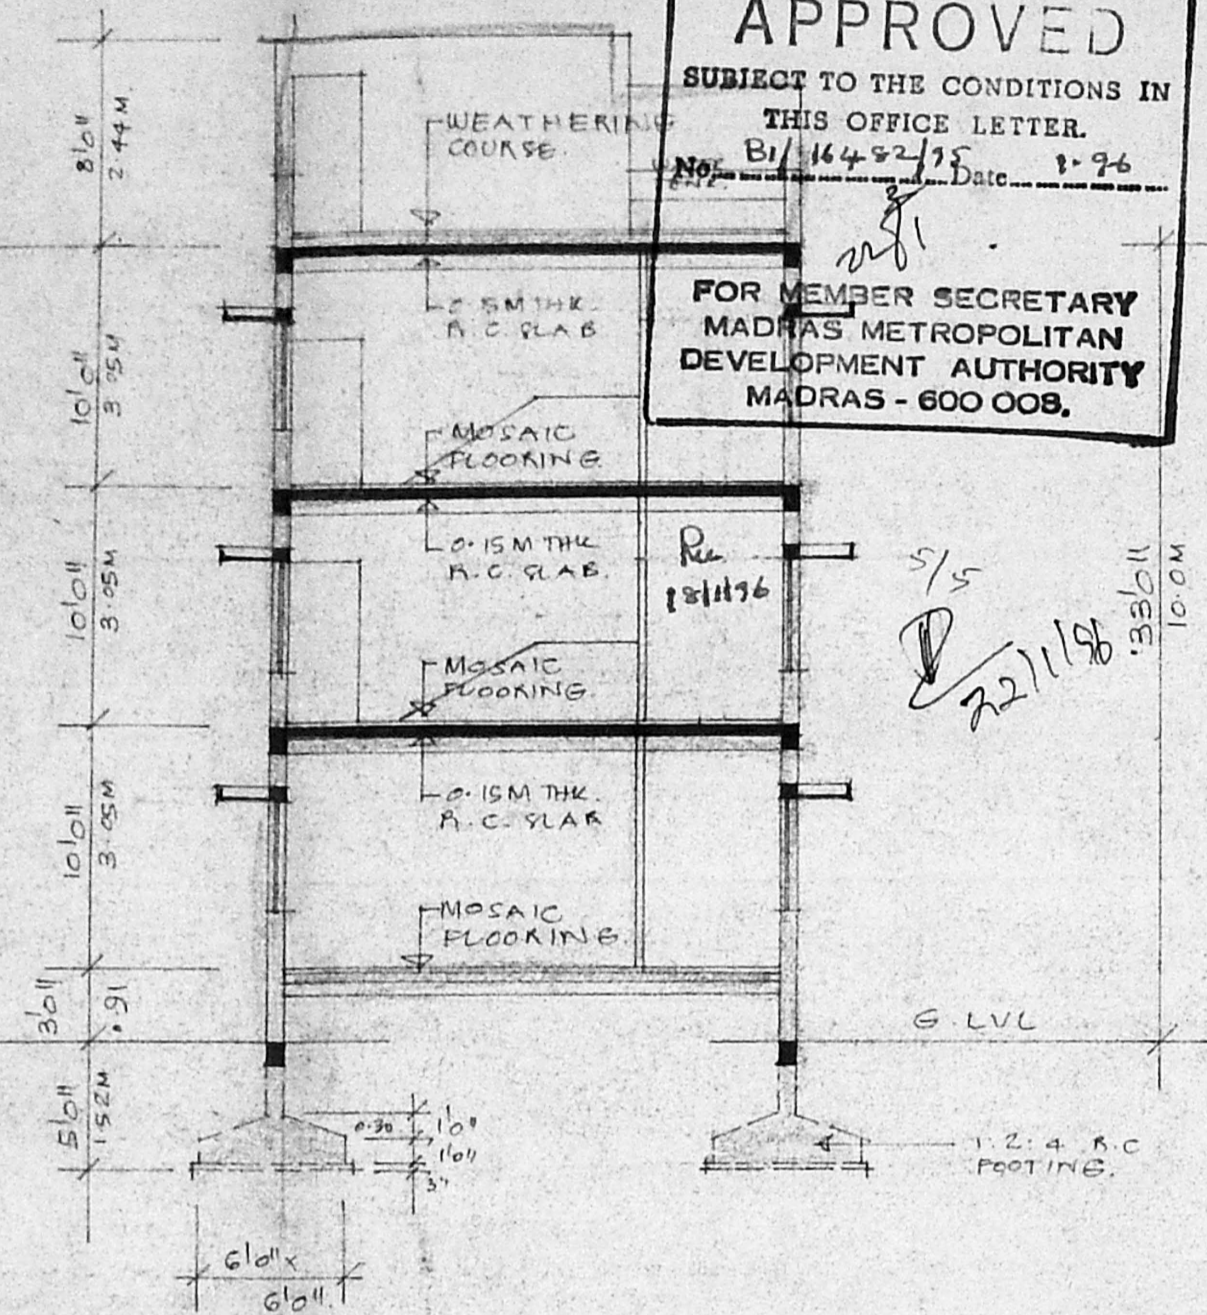 APPROVED
SUBJECT TO THE CONDITIONS IN
THIS OFFICE LETTER.
No. B1/16482/95 Date 1.96
FOR MEMBER SECRETARY
MADRAS METROPOLITAN
DEVELOPMENT AUTHORITY
MADRAS - 600 008.
8'0"
2.44M
WEATHERING
COURSE.
10'0"
3.05M
R.C. SLAB
MOSAIC
FLOORING.
10'0"
3.05M
0.15M THK
R.C. SLAB.
18/1/96
S/S
22/1/96
33'0"
10.0M
MOSAIC
FLOORING.
10'0"
3.05M
0.15M THK.
R.C. SLAB
MOSAIC
FLOORING.
3'0"
.91
G. LVL
5'0"
1.52M
0.30
1'0"
1'0"
3"
1:2:4 R.C
FOOTING.
6'0" x
6'0"